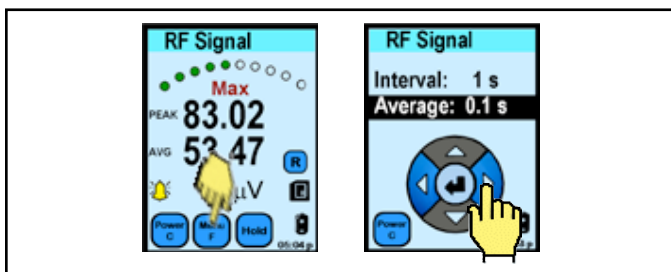 RF Signal
Max
PEAK 83.02
AVG 53.47
R
µV
Power
C
Menu
F
Hold
05:04 p
RF Signal
Interval: 1 s
Average: 0.1 s
Power
C